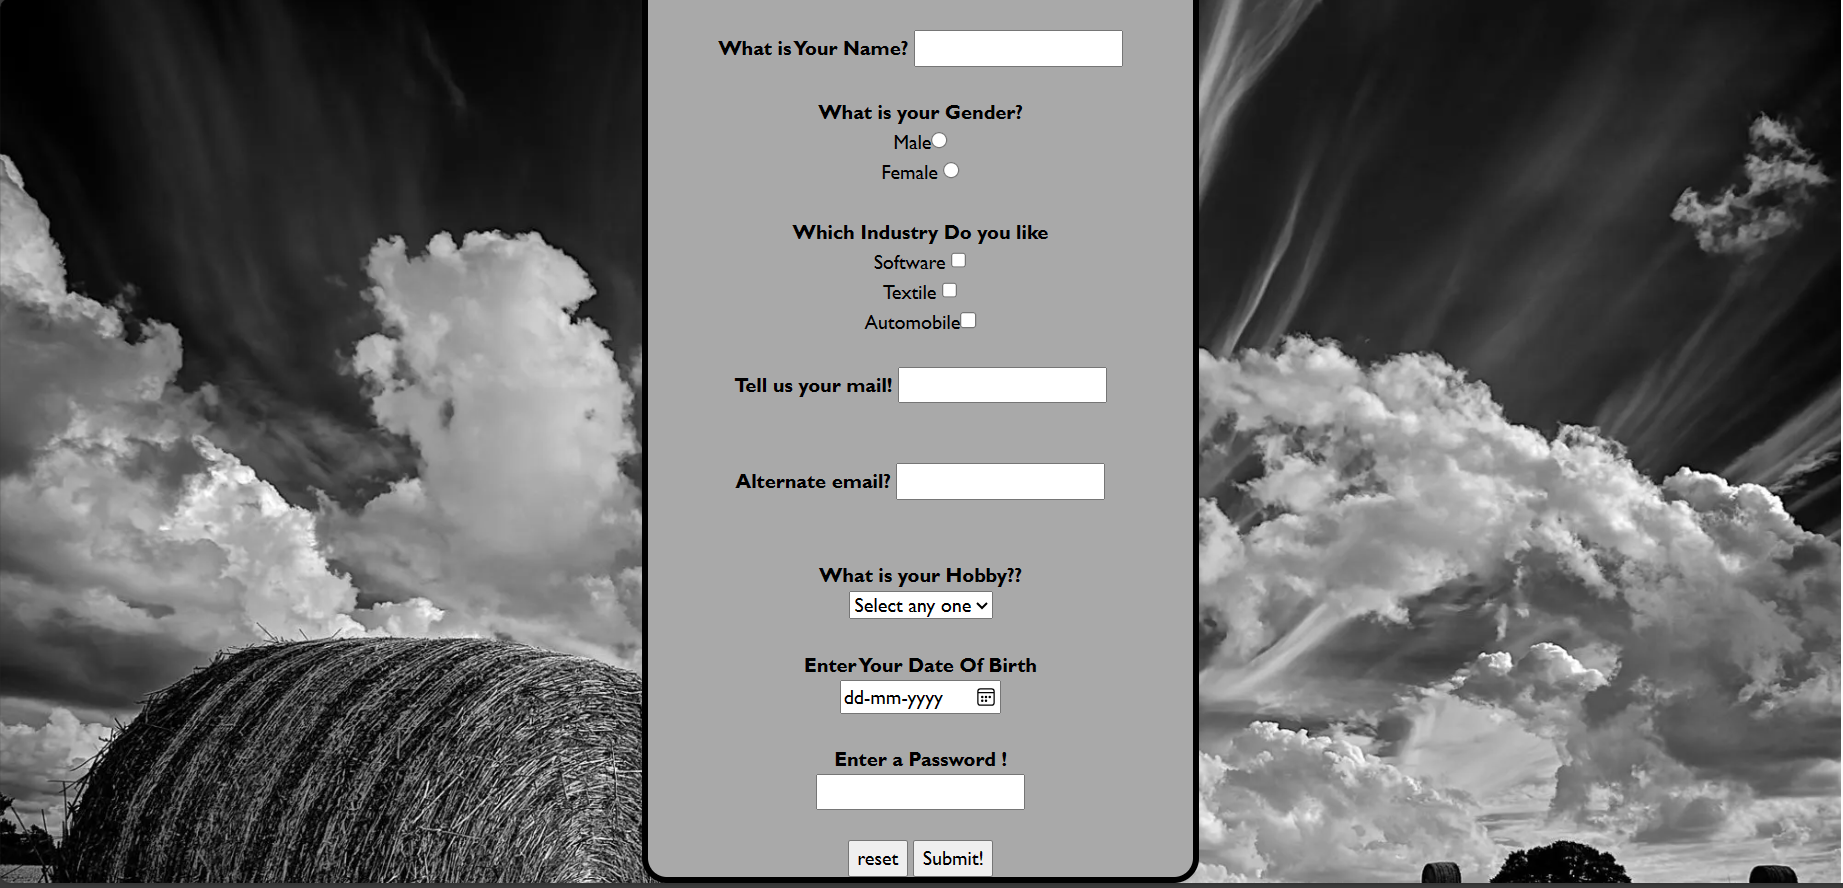 What is Your Name?
What is your Gender?
Male
Female
Which Industry Do you like
Software
Textile
Automobile
Tell us your mail!
Alternate email?
What is your Hobby??
Select any one
Enter Your Date Of Birth
dd-mm-yyyy
Enter a Password !
reset Submit!